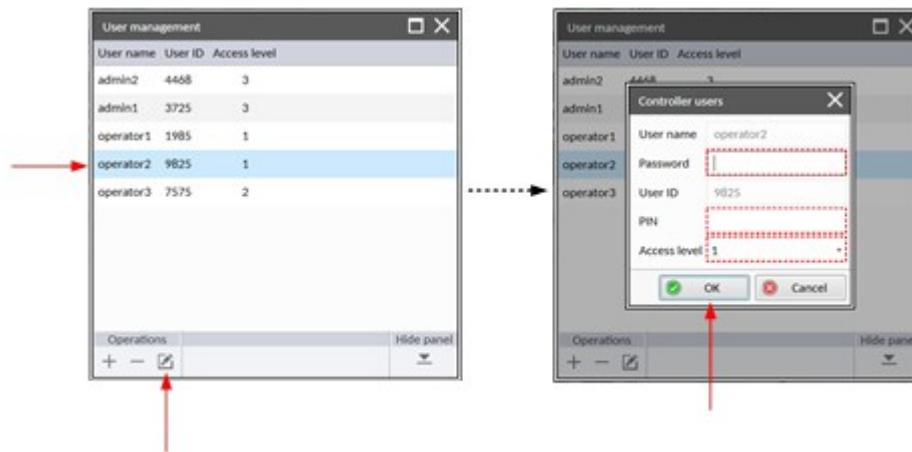 User management
User name User ID Access level
admin2 4468 3
admin1 3725 3
operator1 1985 1
operator2 9825 1
operator3 7575 2
Operations Hide panel
User management
User name User ID Access level
admin2 4468 3
admin1
operator1
operator2
operator3
Controller users
User name operator2
Password
User ID 9825
PIN
Access level 1
OK Cancel
Operations Hide pane